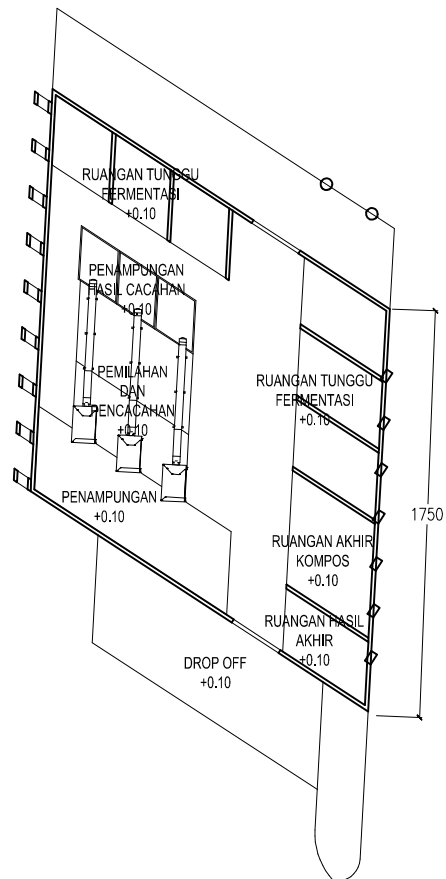 RUANGAN TUNGGU
FERMENTASI
+0.10
PENAMPUNGAN
HASIL CACAHAN
+0.10
PEMILAHAN
DAN
PENCACAHAN
+0.10
RUANGAN TUNGGU
FERMENTASI
+0.10
PENAMPUNGAN
+0.10
1750
RUANGAN AKHIR
KOMPOS
+0.10
RUANGAN HASIL
AKHIR
+0.10
DROP OFF
+0.10